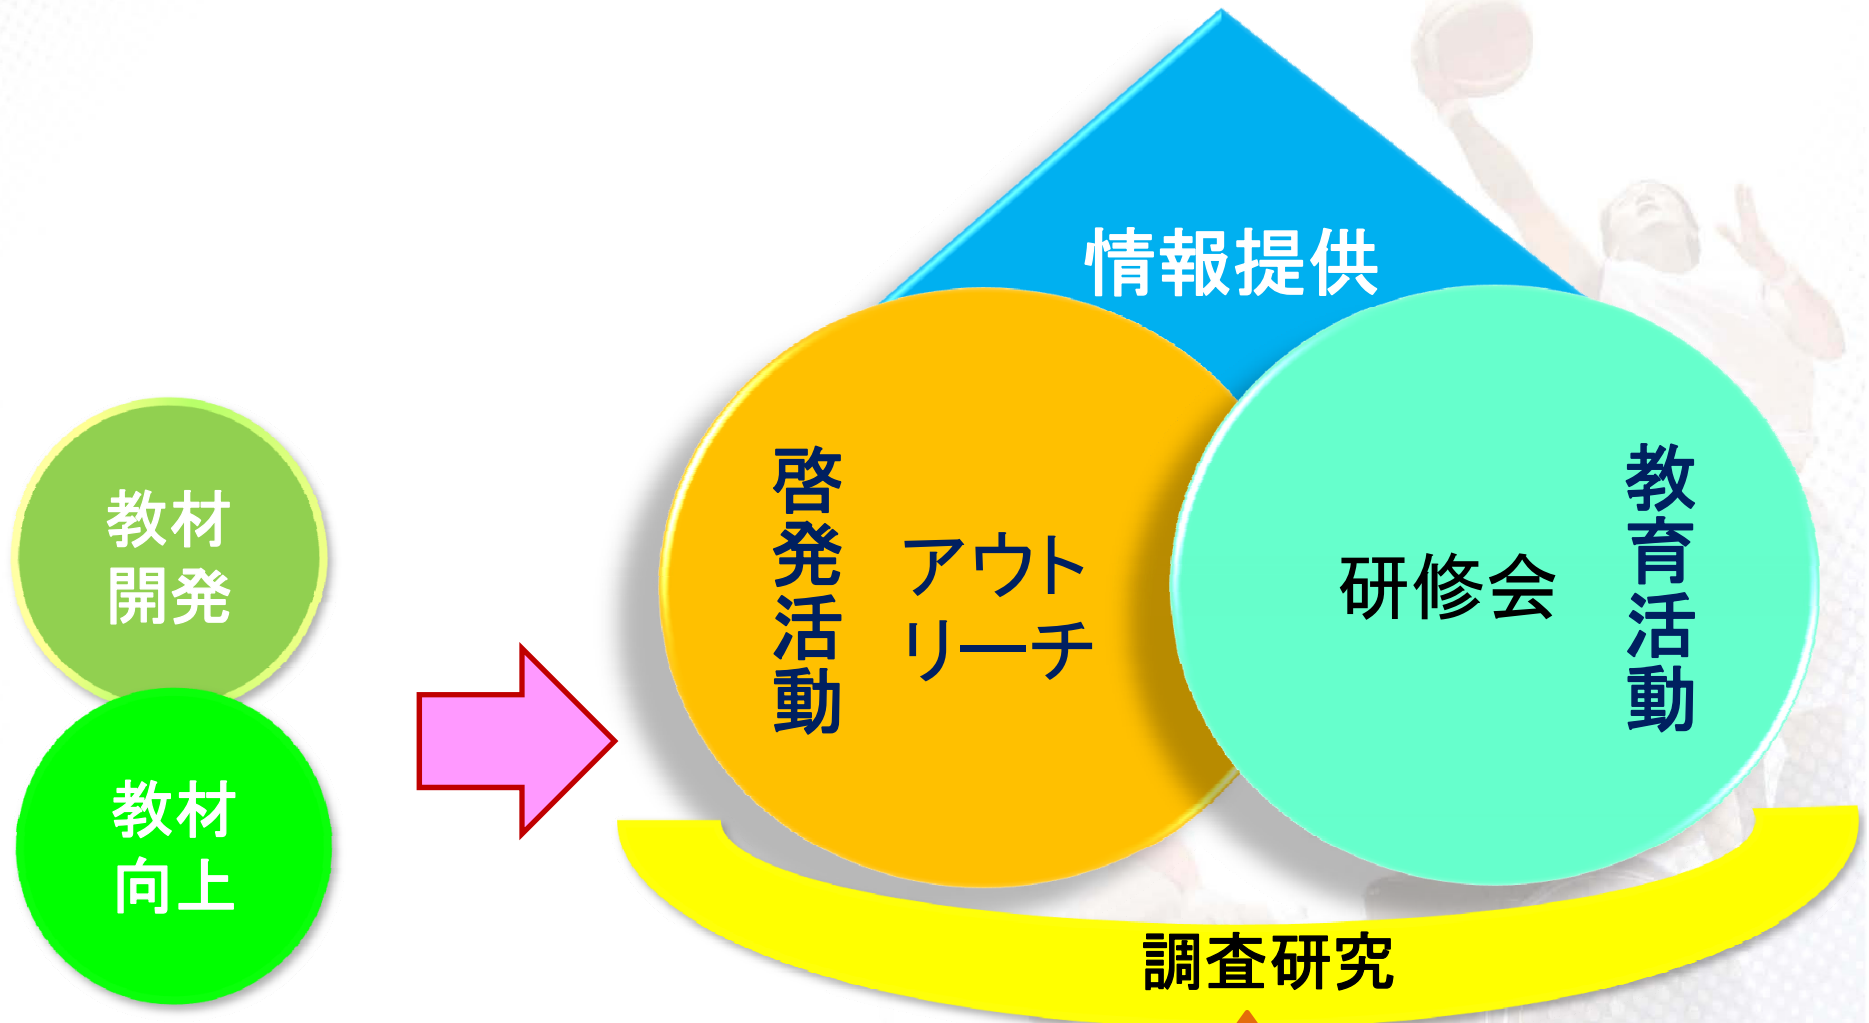 情報提供
教材
開発
教材
向上
啓発活動
アウト
リーチ
研修会
教育活動
調査研究